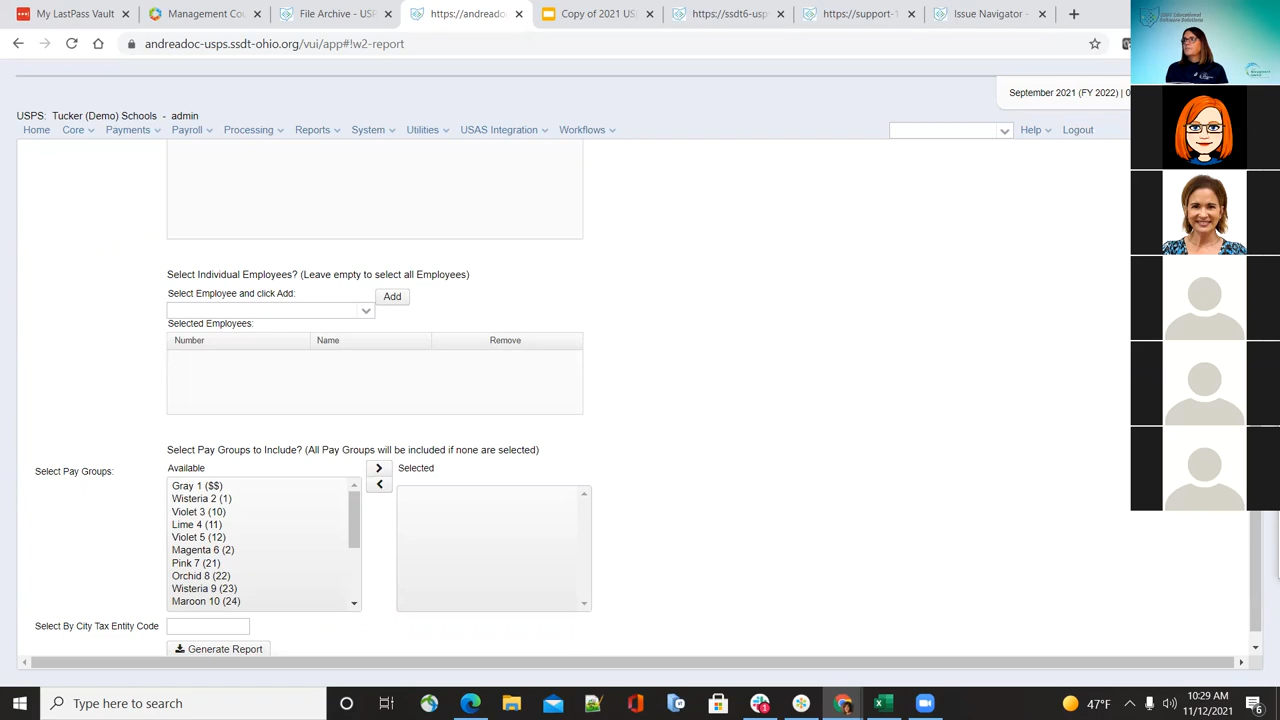 My LastPass Vault
Management Cou
File Archive - USP
https://andreadoc
Copy of 2021 US
https://ssdt6-us
https://support-
Issue Navigator -
andreadoc-usps.ssdt-ohio.org/vui/app#!w2-report
SSDT Educational
Software Solutions
September 2021 (FY 2022) | 0
USPS: Tucker (Demo) Schools - admin
Home Core Payments Payroll Processing Reports System Utilities USAS Integration Workflows Help Logout
Select Individual Employees? (Leave empty to select all Employees)
Select Employee and click Add:
Add
Selected Employees:
Number Name Remove
Select Pay Groups to Include? (All Pay Groups will be included if none are selected)
Select Pay Groups:
Available
Selected
Gray 1 ($$)
Wisteria 2 (1)
Violet 3 (10)
Lime 4 (11)
Violet 5 (12)
Magenta 6 (2)
Pink 7 (21)
Orchid 8 (22)
Wisteria 9 (23)
Maroon 10 (24)
Select By City Tax Entity Code
Generate Report
Type here to search
47°F
10:29 AM
11/12/2021
6